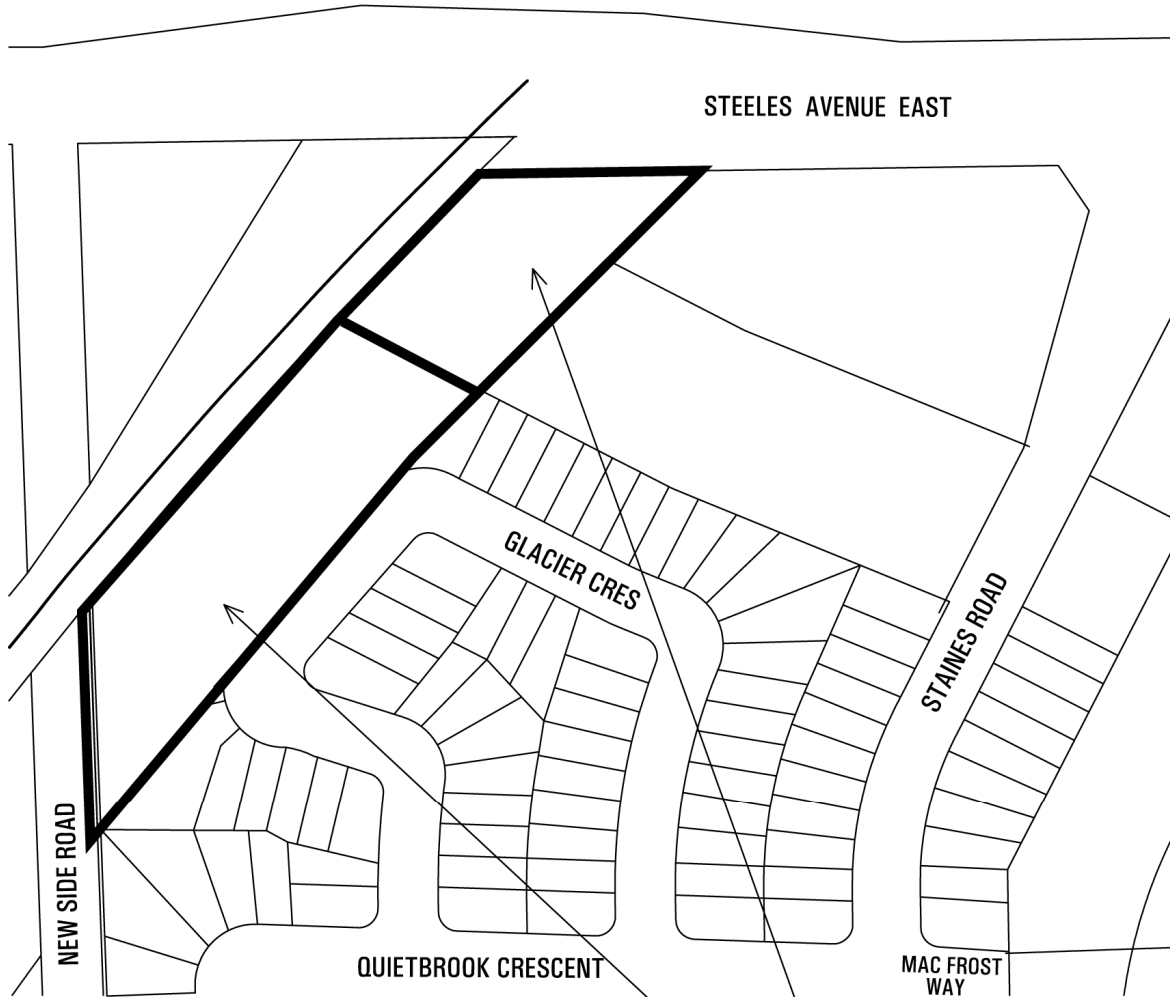 STEELES AVENUE EAST
GLACIER CRES
STAINES ROAD
NEW SIDE ROAD
QUIETBROOK CRESCENT
MAC FROST
WAY